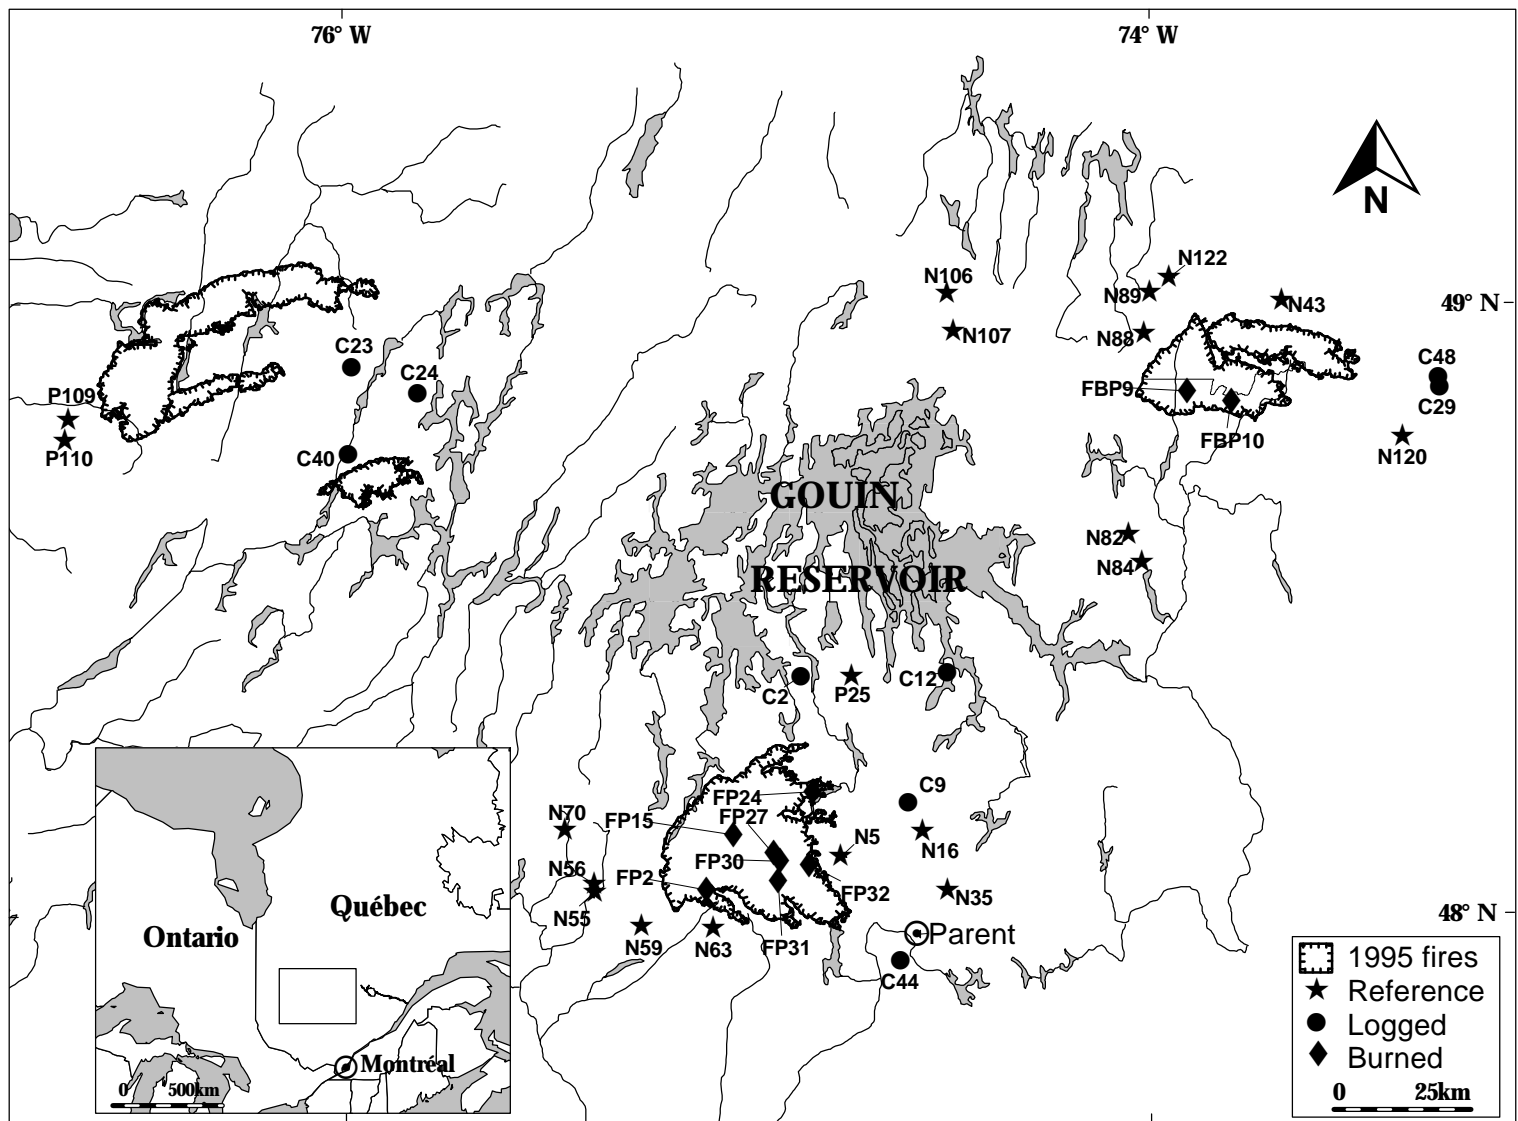 76° W
74° W
N
N122
N106
N89
N43
49° N
N107
N88
C23
C24
C48
FBP9
P109
C29
FBP10
P110
C40
N120
GOUIN
N82
RESERVOIR
N84
C2
P25
C12
FP24
C9
N70
FP15
FP27
N5
N16
N56
FP30
FP2
FP32
N35
N55
Québec
48° N
Ontario
N59
N63
FP31
Parent
C44
1995 fires
Reference
Logged
Burned
0 25km
Montréal
0 500km